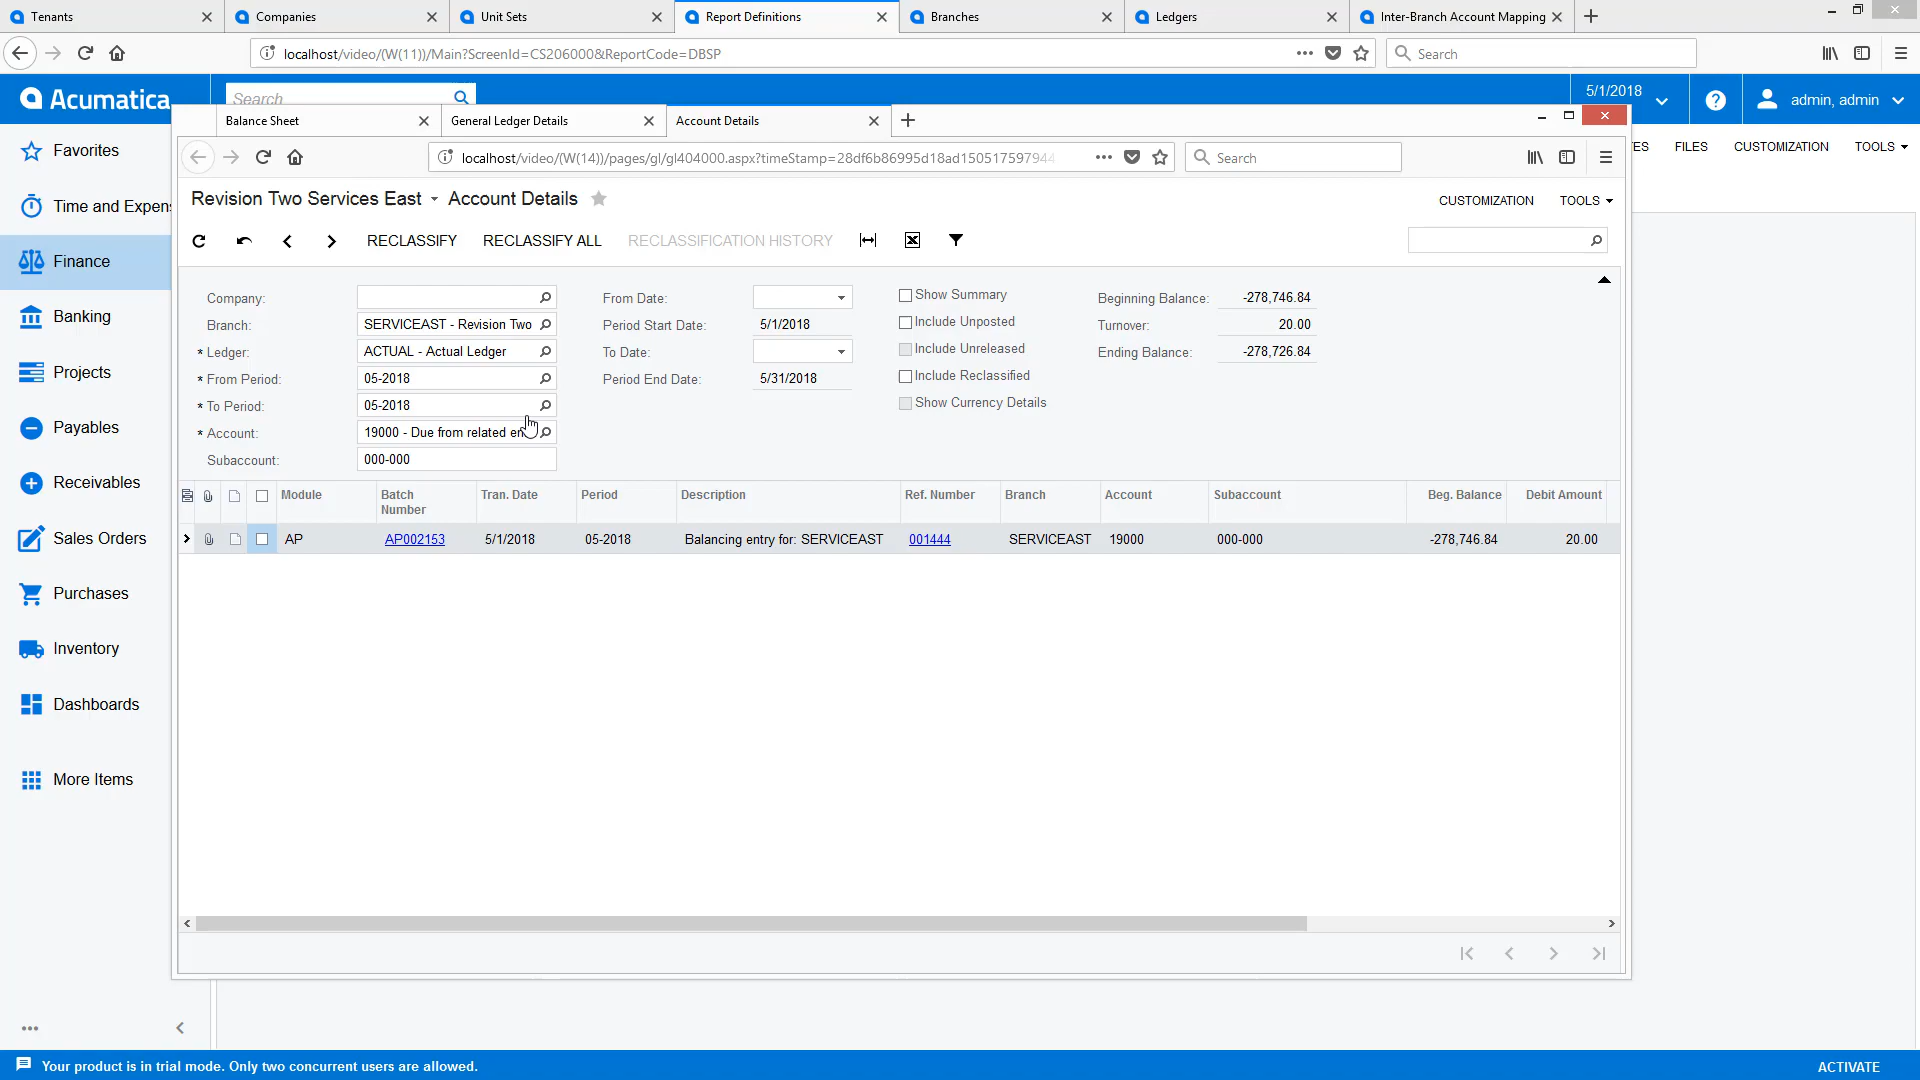 Tenants
Companies
Unit Sets
Report Definitions
Branches
Ledgers
Inter-Branch Account Mapping
localhost/video/(W(11))/Main?ScreenId=CS206000&ReportCode=DBSP
Search
Acumatica
Search
5/1/2018
admin, admin
Balance Sheet
General Ledger Details
Account Details
Favorites
FILES
CUSTOMIZATION
TOOLS
localhost/video/(W(14))/pages/gl/gl404000.aspx?timeStamp=28df6b86995d18ad150517597944
Search
Revision Two Services East
Account Details
CUSTOMIZATION
TOOLS
RECLASSIFY
RECLASSIFY ALL
RECLASSIFICATION HISTORY
Time and Expens
Finance
Banking
Projects
Payables
Receivables
Sales Orders
Purchases
Inventory
Dashboards
More Items
Company:
Branch: SERVICEAST - Revision Two
* Ledger: ACTUAL - Actual Ledger
* From Period: 05-2018
* To Period: 05-2018
* Account: 19000 - Due from related en
Subaccount: 000-000
From Date:
Period Start Date: 5/1/2018
To Date:
Period End Date: 5/31/2018
Show Summary
Include Unposted
Include Unreleased
Include Reclassified
Show Currency Details
Beginning Balance: -278,746.84
Turnover: 20.00
Ending Balance: -278,726.84
Module
Batch Number
Tran. Date
Period
Description
Ref. Number
Branch
Account
Subaccount
Beg. Balance
Debit Amount
AP AP002153 5/1/2018 05-2018 Balancing entry for: SERVICEAST 001444 SERVICEAST 19000 000-000 -278,746.84 20.00
Your product is in trial mode. Only two concurrent users are allowed.
ACTIVATE